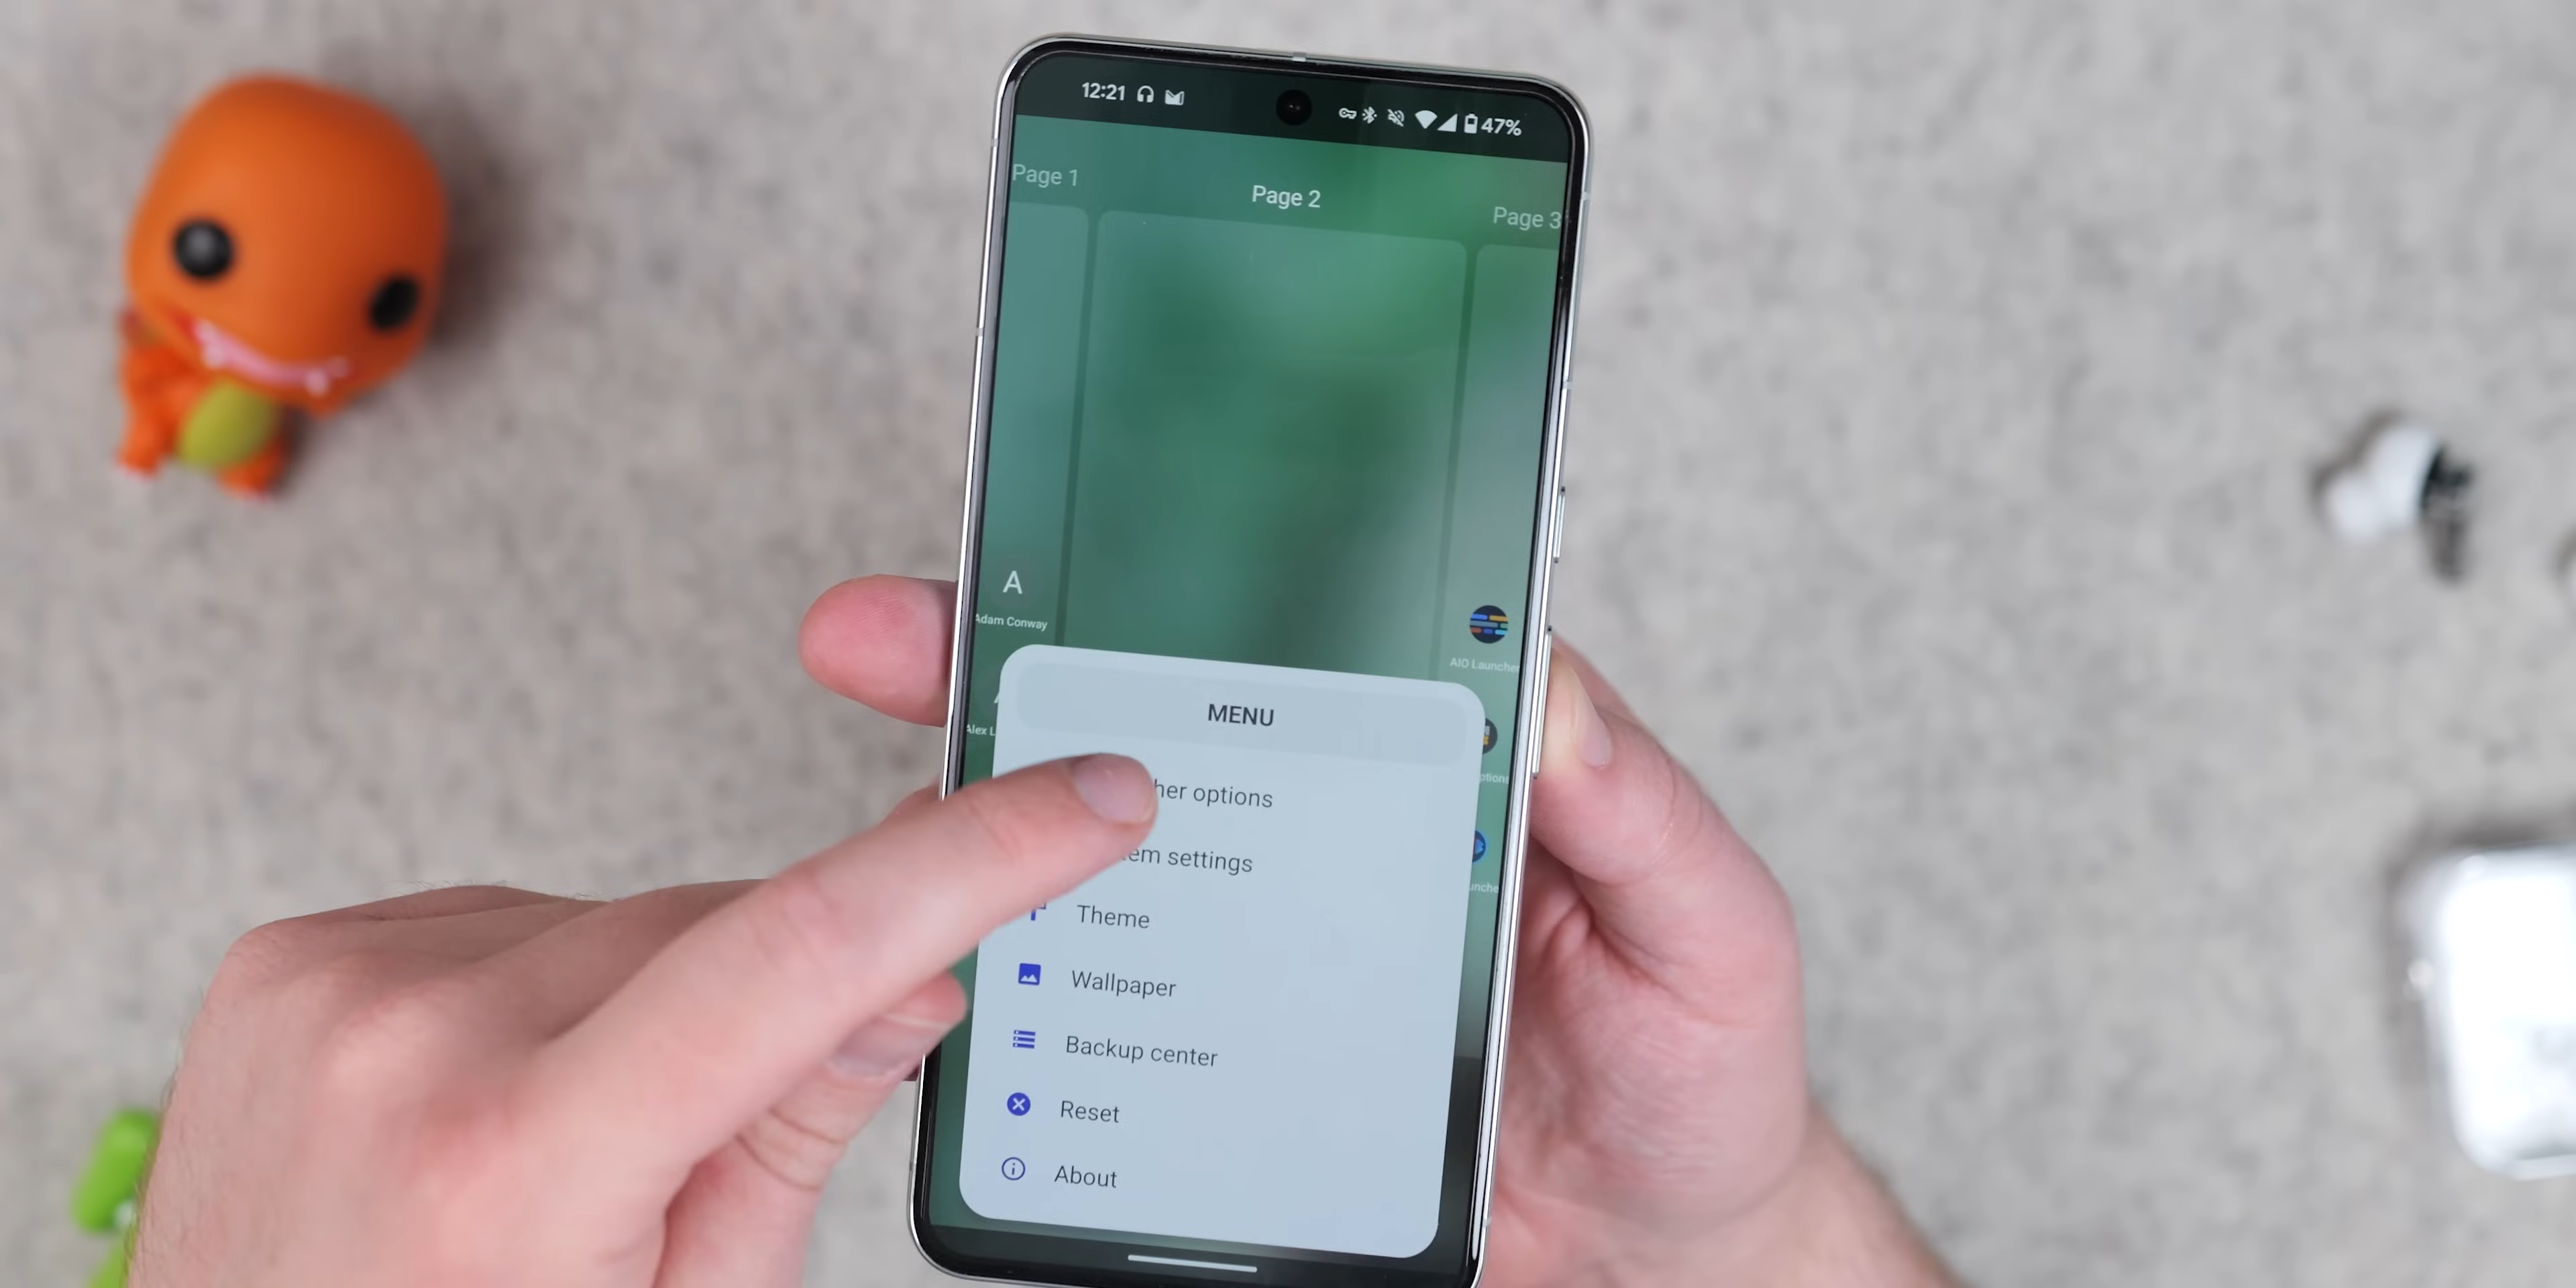 12:21
47%
Page 1
Page 2
Page 3
A
Adam Conway
AIO Launcher
Alex L
MENU
her options
em settings
Theme
Wallpaper
Backup center
Reset
About